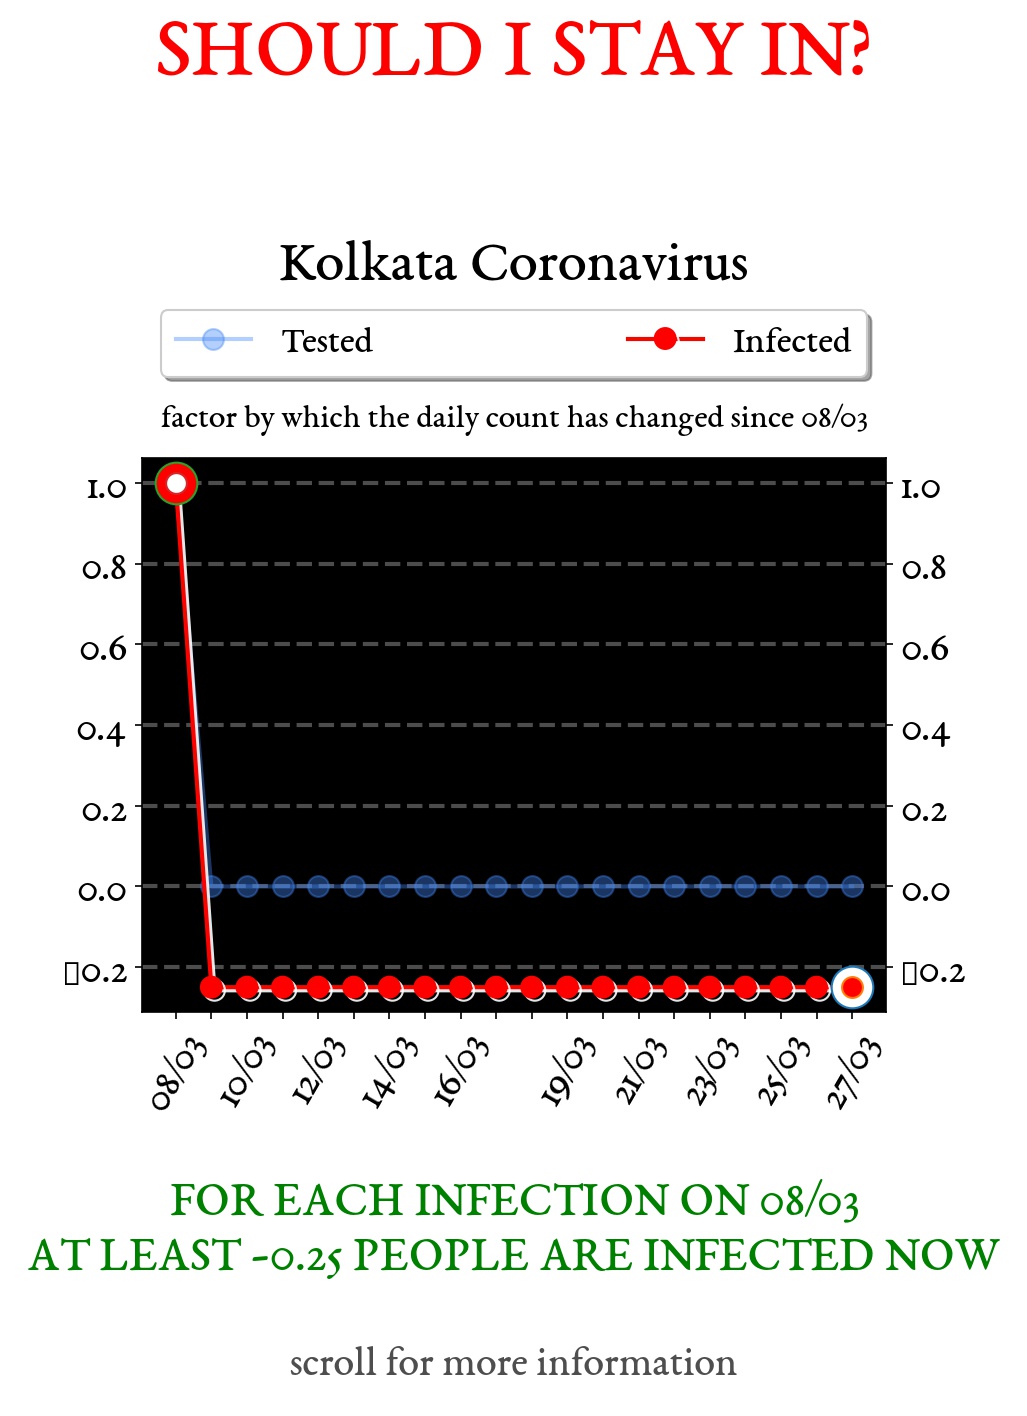 SHOULD I STAY IN?
Kolkata Coronavirus
Tested Infected
factor by which the daily count has changed since 08/03
1.0 1.0
0.8 0.8
0.6 0.6
0.4 0.4
0.2 0.2
0.0 0.0
▯0.2 ▯0.2
08/03 10/03 12/03 14/03 16/03 19/03 21/03 23/03 25/03 27/03
FOR EACH INFECTION ON 08/03
AT LEAST -0.25 PEOPLE ARE INFECTED NOW
scroll for more information